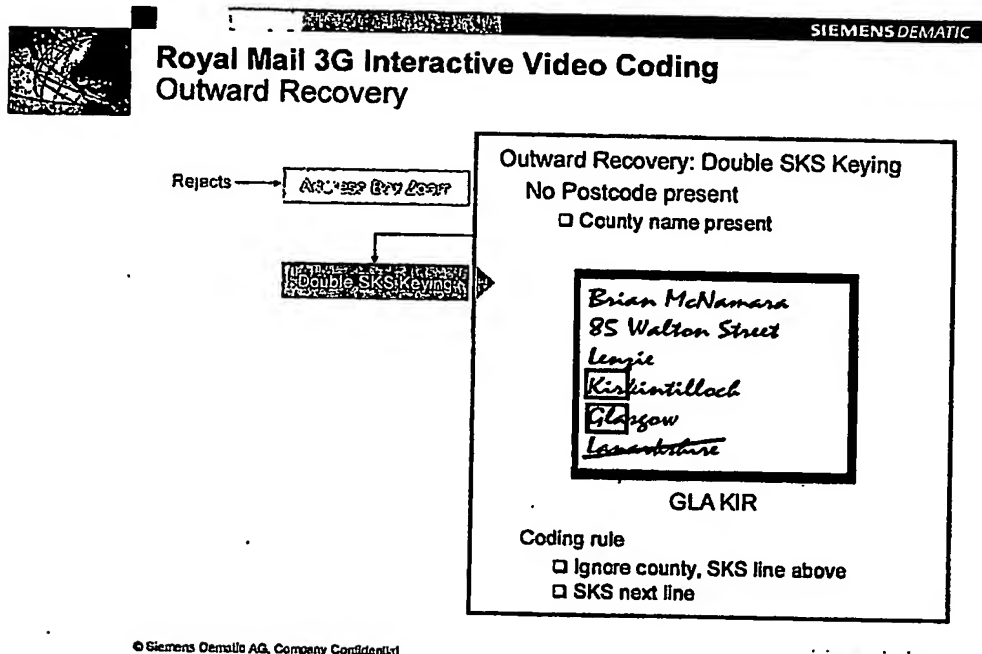 SIEMENS DEMATIC
Royal Mail 3G Interactive Video Coding
Outward Recovery
Outward Recovery: Double SKS Keying
Rejects
No Postcode present
County name present
Double SKS Keying
Brian McNamara
85 Walton Street
Lenzie
Kirkintilloch
Glasgow
Lanarkshire
GLA KIR
Coding rule
Ignore county, SKS line above
SKS next line
© Siemens Dematic AG, Company Confidential